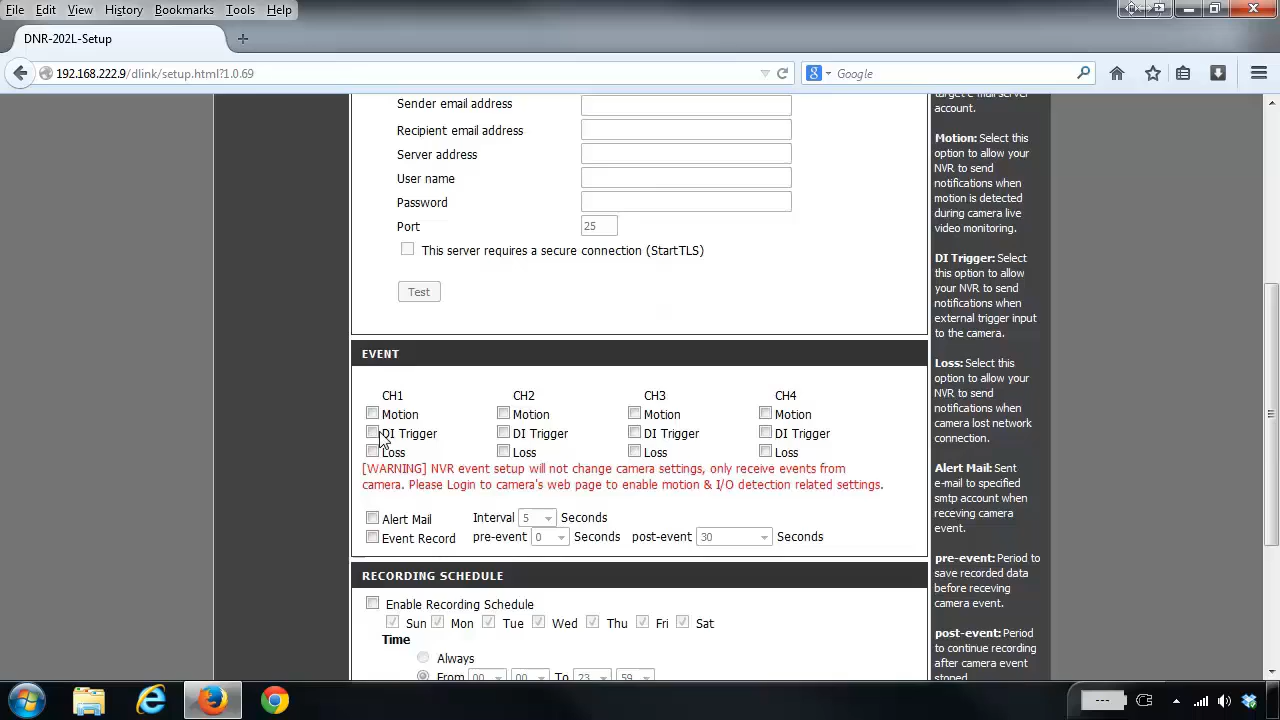 File Edit View History Bookmarks Tools Help
DNR-202L-Setup
192.168.222.9/dlink/setup.html?1.0.69
Google
Sender email address
Recipient email address
Server address
User name
Password
Port 25
This server requires a secure connection (StartTLS)
Test
EVENT
CH1 CH2 CH3 CH4
Motion Motion Motion Motion
DI Trigger DI Trigger DI Trigger DI Trigger
Loss Loss Loss Loss
[WARNING] NVR event setup will not change camera settings, only receive events from
camera. Please Login to camera's web page to enable motion & I/O detection related settings.
Alert Mail Interval 5 Seconds
Event Record pre-event 0 Seconds post-event 30 Seconds
RECORDING SCHEDULE
Enable Recording Schedule
Sun Mon Tue Wed Thu Fri Sat
Time
Always
From 00 00 To 23 59
target e-mail server
account.
Motion: Select this
option to allow your
NVR to send
notifications when
motion is detected
during camera live
video monitoring.
DI Trigger: Select
this option to allow
your NVR to send
notifications when
external trigger input
to the camera.
Loss: Select this
option to allow your
NVR to send
notifications when
camera lost network
connection.
Alert Mail: Sent
e-mail to specified
smtp account when
receving camera
event.
pre-event: Period to
save recorded data
before receving
camera event.
post-event: Period
to continue recording
after camera event
stoped.